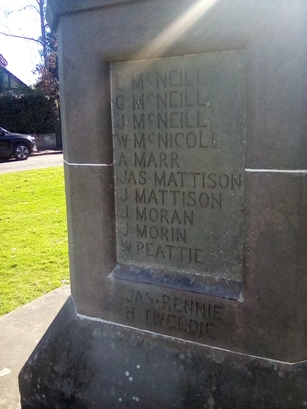 E McNEILL
G McNEILL
J McNEILL
W McNICOLL
A MARR
JAS·MATTISON
J MATTISON
J MORAN
J MORIN
W PEATTIE
JAS·RENNIE
H TWEEDIE